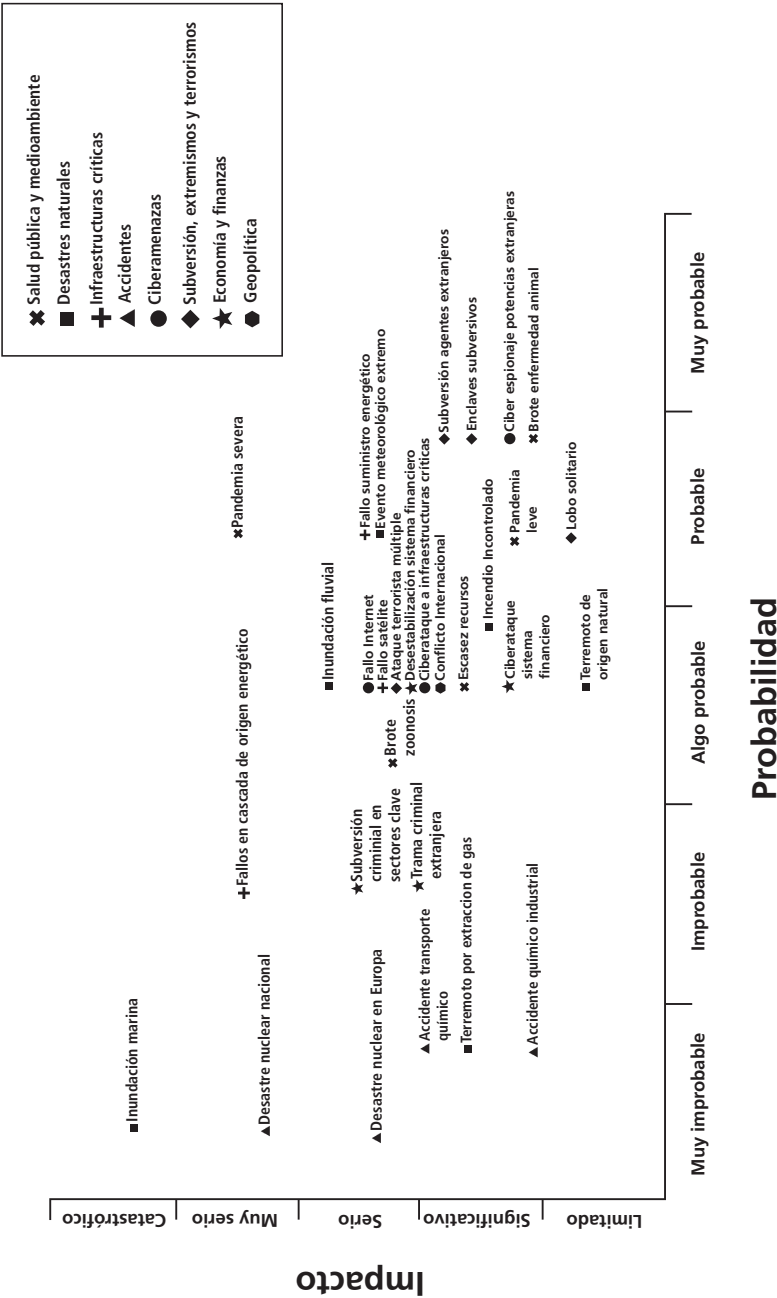 Salud pública y medioambiente
Desastres naturales
Infraestructuras críticas
Accidentes
Ciberamenazas
Subversión, extremismos y terrorismos
Economía y finanzas
Geopolítica
Impacto
Catastrófico
Muy serio
Serio
Significativo
Limitado
Inundación marina
Desastre nuclear nacional
Fallos en cascada de origen energético
Pandemia severa
Desastre nuclear en Europa
Subversión
criminial en
sectores clave
Trama criminal
extranjera
Brote
zoonosis
Inundación fluvial
Fallo Internet
Fallo satélite
Ataque terrorista múltiple
Desestabilización sistema financiero
Ciberataque a infraestructuras críticas
Conflicto Internacional
Fallo suministro energético
Evento meteorológico extremo
Accidente transporte
químico
Terremoto por extraccion de gas
Accidente químico industrial
Escasez recursos
Incendio Incontrolado
Ciberataque
sistema
financiero
Pandemia
leve
Subversión agentes extranjeros
Enclaves subversivos
Ciber espionaje potencias extranjeras
Brote enfermedad animal
Terremoto de
origen natural
Lobo solitario
Muy improbable
Improbable
Algo probable
Probable
Muy probable
Probabilidad